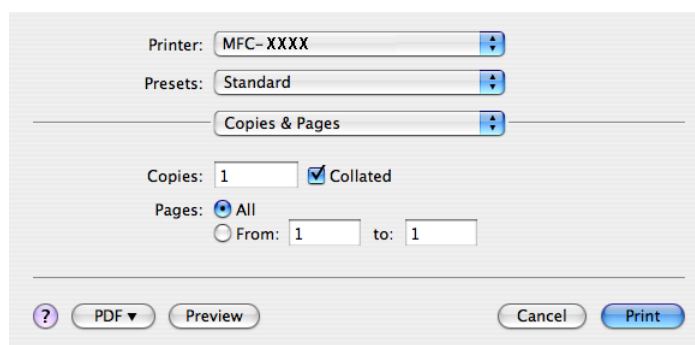 Printer: MFC-XXXX
Presets: Standard
Copies & Pages
Copies: 1 Collated
Pages: All
From: 1 to: 1
? PDF▼ Preview Cancel Print